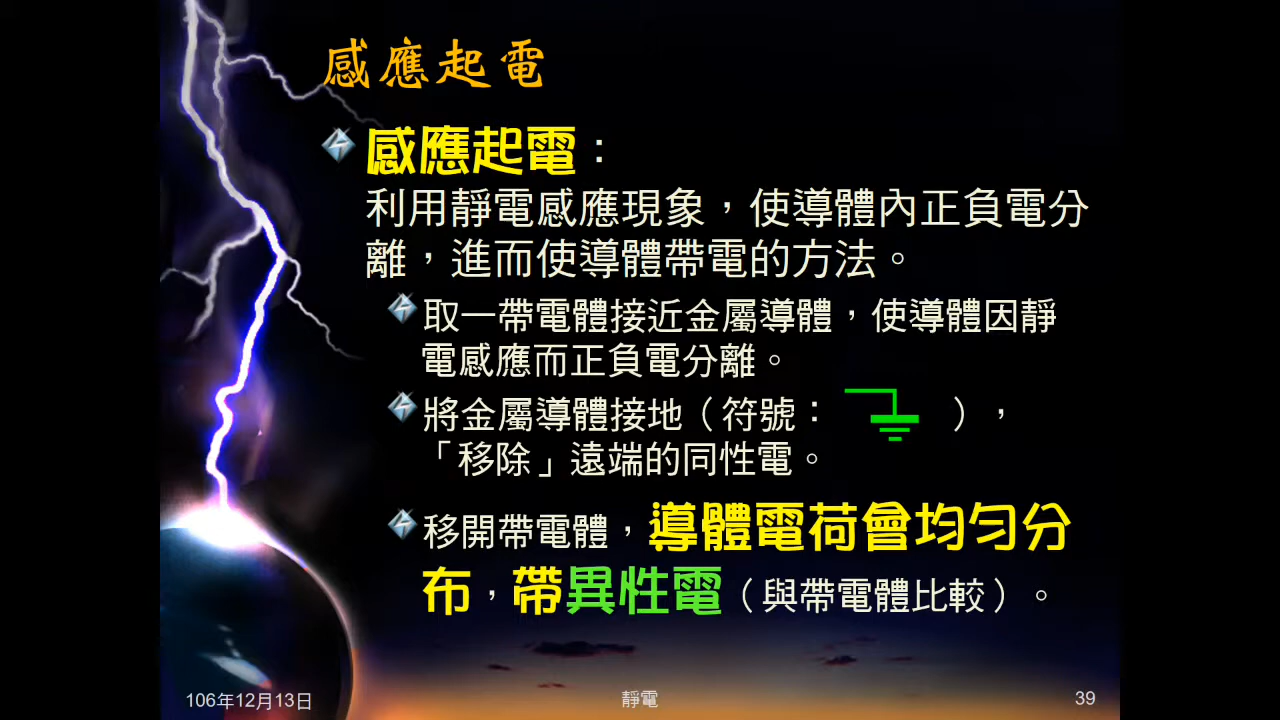 感應起電
感應起電：
利用靜電感應現象，使導體內正負電分
離，進而使導體帶電的方法。
取一帶電體接近金屬導體，使導體因靜
電感應而正負電分離。
將金屬導體接地（符號：　　　），
「移除」遠端的同性電。
移開帶電體，導體電荷會均勻分
布，帶異性電（與帶電體比較）。
106年12月13日
靜電
39